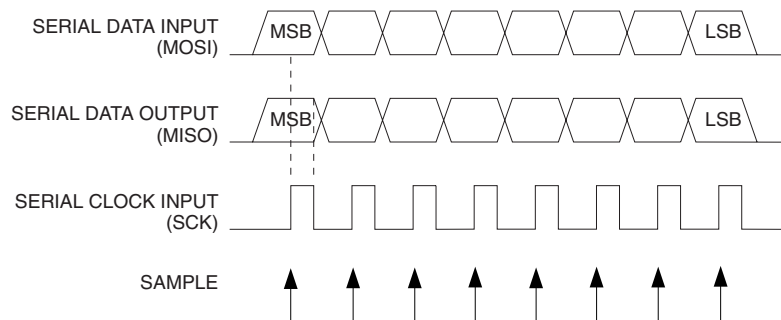 SERIAL DATA INPUT
(MOSI)
MSB
LSB
SERIAL DATA OUTPUT
(MISO)
MSB
LSB
SERIAL CLOCK INPUT
(SCK)
SAMPLE